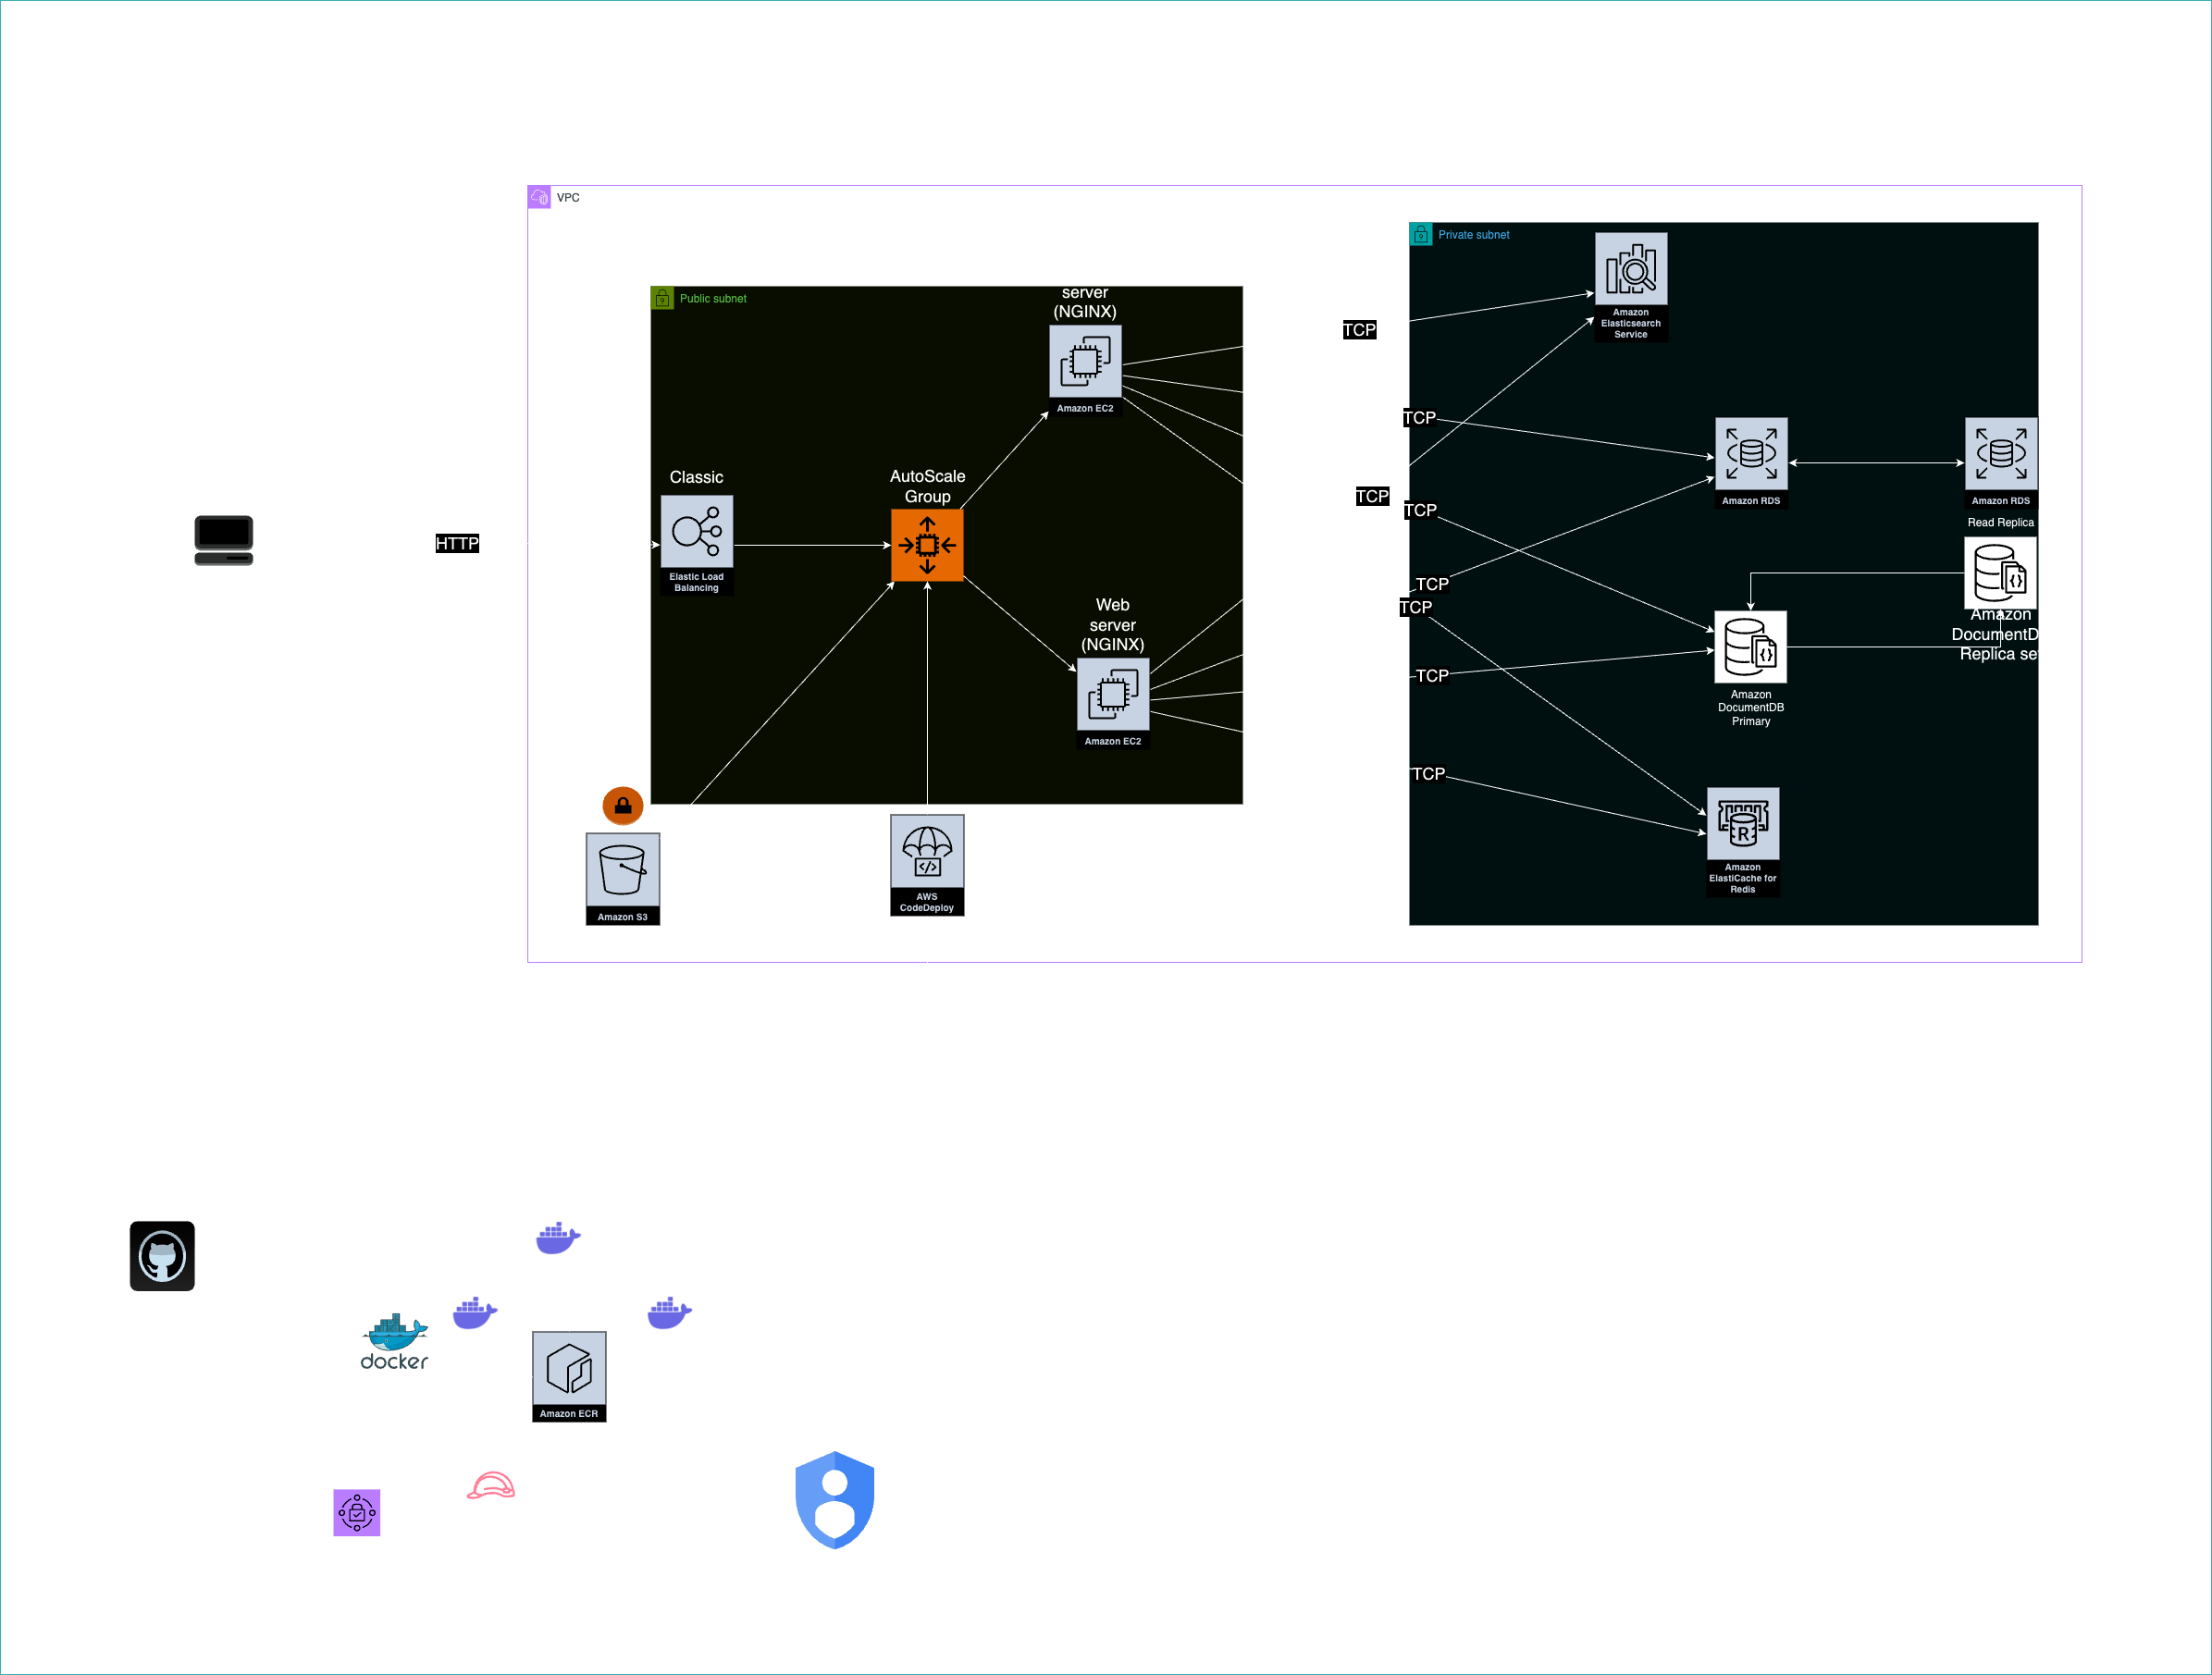 VPC
Private subnet
Public subnet
server
(NGINX)
Amazon EC2
Amazon
Elasticsearch
Service
TCP
TCP
TCP
TCP
TCP
TCP
TCP
TCP
Amazon RDS
Amazon RDS
Read Replica
Classic
AutoScale
Group
HTTP
Elastic Load
Balancing
Web
server
(NGINX)
Amazon EC2
Amazon
DocumentD
Replica se
Amazon
DocumentDB
Primary
Amazon
ElastiCache for
Redis
R
Amazon S3
</>
AWS
CodeDeploy
docker
Amazon ECR